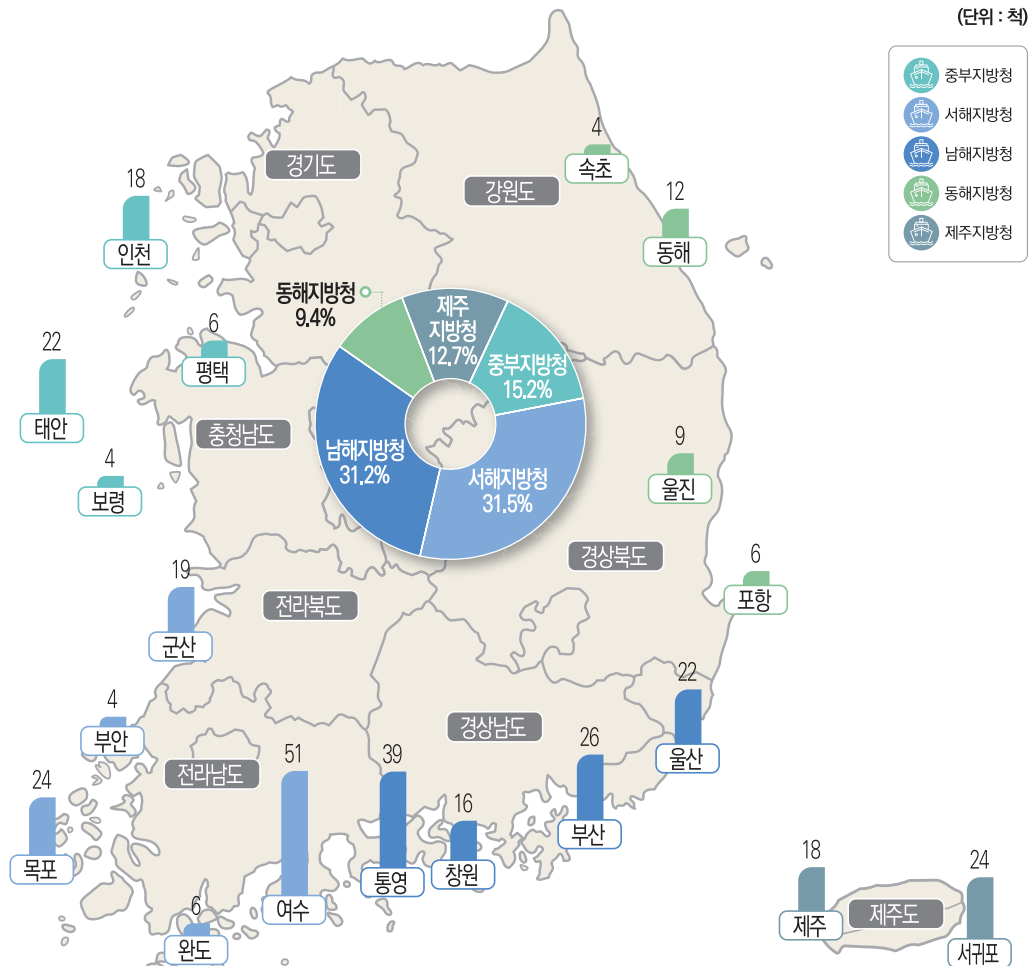 (단위 : 척)
중부지방청
서해지방청
남해지방청
동해지방청
제주지방청
4
속초
경기도
강원도
18
인천
12
동해
동해지방청
9.4%
제주
지방청
12.7%
중부지방청
15.2%
남해지방청
31.2%
서해지방청
31.5%
6
평택
22
태안
충청남도
4
보령
9
울진
경상북도
6
포항
19
군산
전라북도
22
울산
4
부안
경상남도
전라남도
24
목포
51
여수
39
통영
16
창원
26
부산
6
완도
18
제주
제주도
24
서귀포